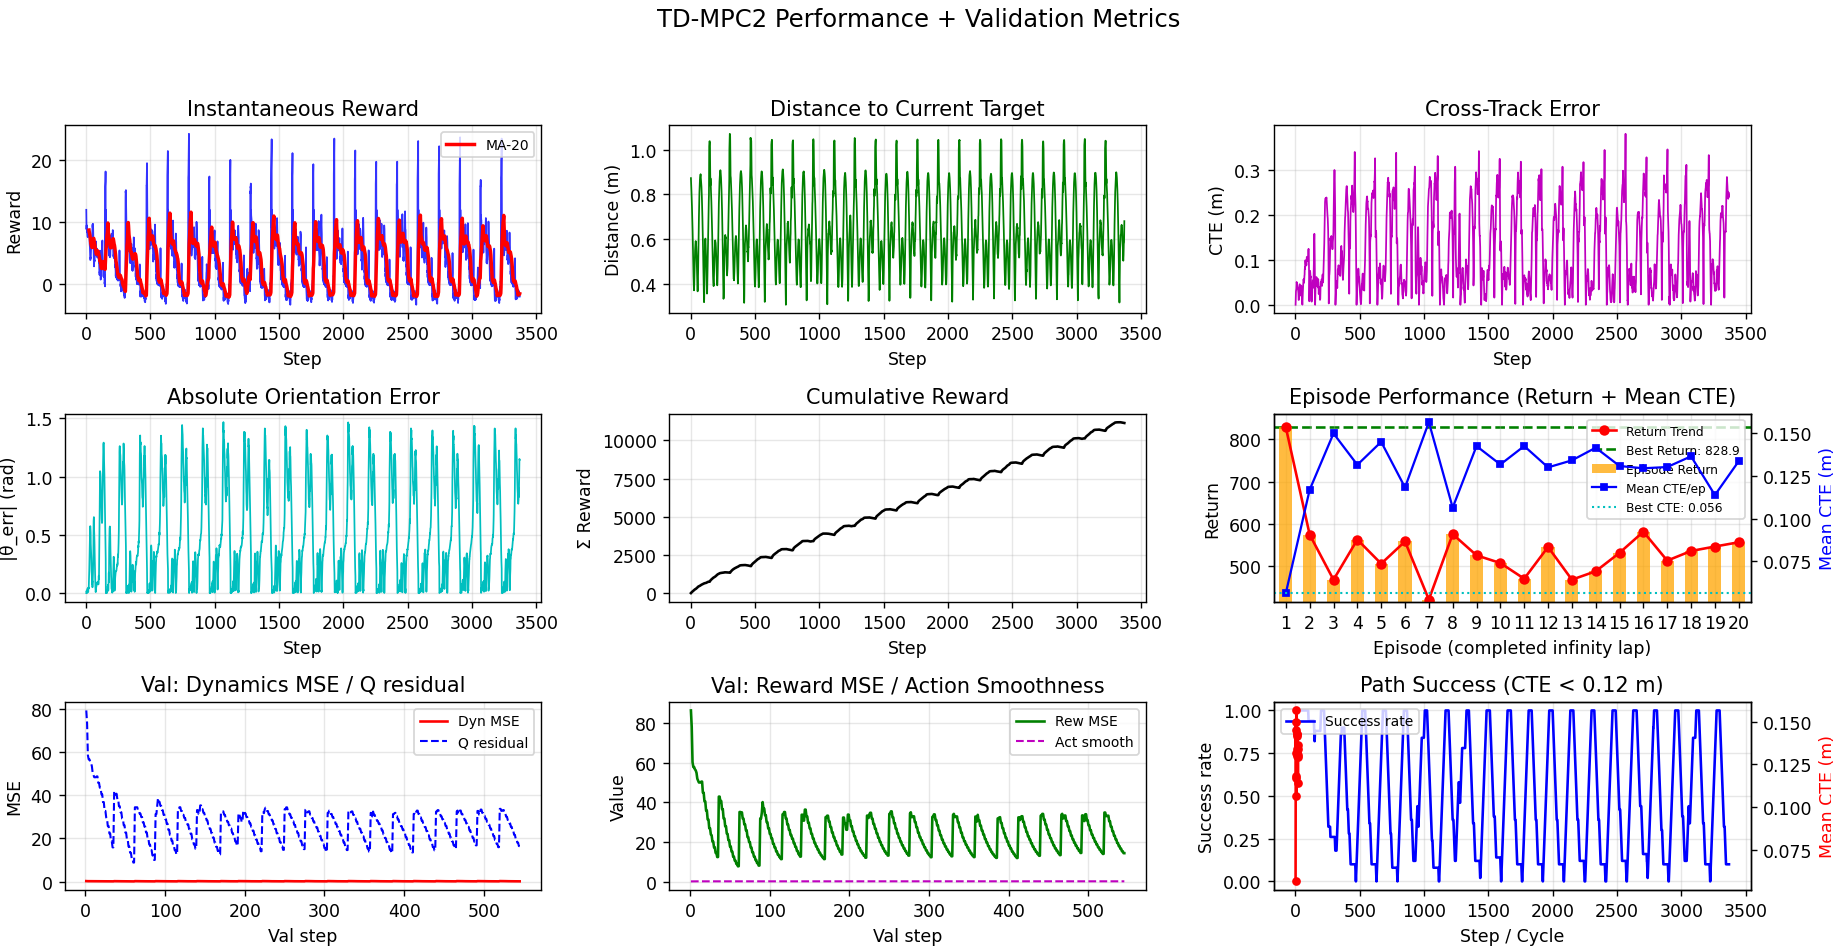 TD-MPC2 Performance + Validation Metrics
Instantaneous Reward
Reward
20
10
0
MA-20
0 500 1000 1500 2000 2500 3000 3500
Step
Distance to Current Target
Distance (m)
1.0
0.8
0.6
0.4
0 500 1000 1500 2000 2500 3000 3500
Step
Cross-Track Error
CTE (m)
0.3
0.2
0.1
0.0
0 500 1000 1500 2000 2500 3000 3500
Step
Absolute Orientation Error
|θ_err| (rad)
1.5
1.0
0.5
0.0
0 500 1000 1500 2000 2500 3000 3500
Step
Cumulative Reward
Σ Reward
10000
7500
5000
2500
0
0 500 1000 1500 2000 2500 3000 3500
Step
Episode Performance (Return + Mean CTE)
Return
800
700
600
500
Return Trend
Best Return: 828.9
Episode Return
Mean CTE/ep
Best CTE: 0.056
0.150
0.125
0.100
0.075
Mean CTE (m)
1 2 3 4 5 6 7 8 9 10 11 12 13 14 15 16 17 18 19 20
Episode (completed infinity lap)
Val: Dynamics MSE / Q residual
MSE
80
60
40
20
0
Dyn MSE
Q residual
0 100 200 300 400 500
Val step
Val: Reward MSE / Action Smoothness
Value
80
60
40
20
0
Rew MSE
Act smooth
0 100 200 300 400 500
Val step
Path Success (CTE < 0.12 m)
Success rate
1.00
0.75
0.50
0.25
0.00
Success rate
0.150
0.125
0.100
0.075
Mean CTE (m)
0 500 1000 1500 2000 2500 3000 3500
Step / Cycle